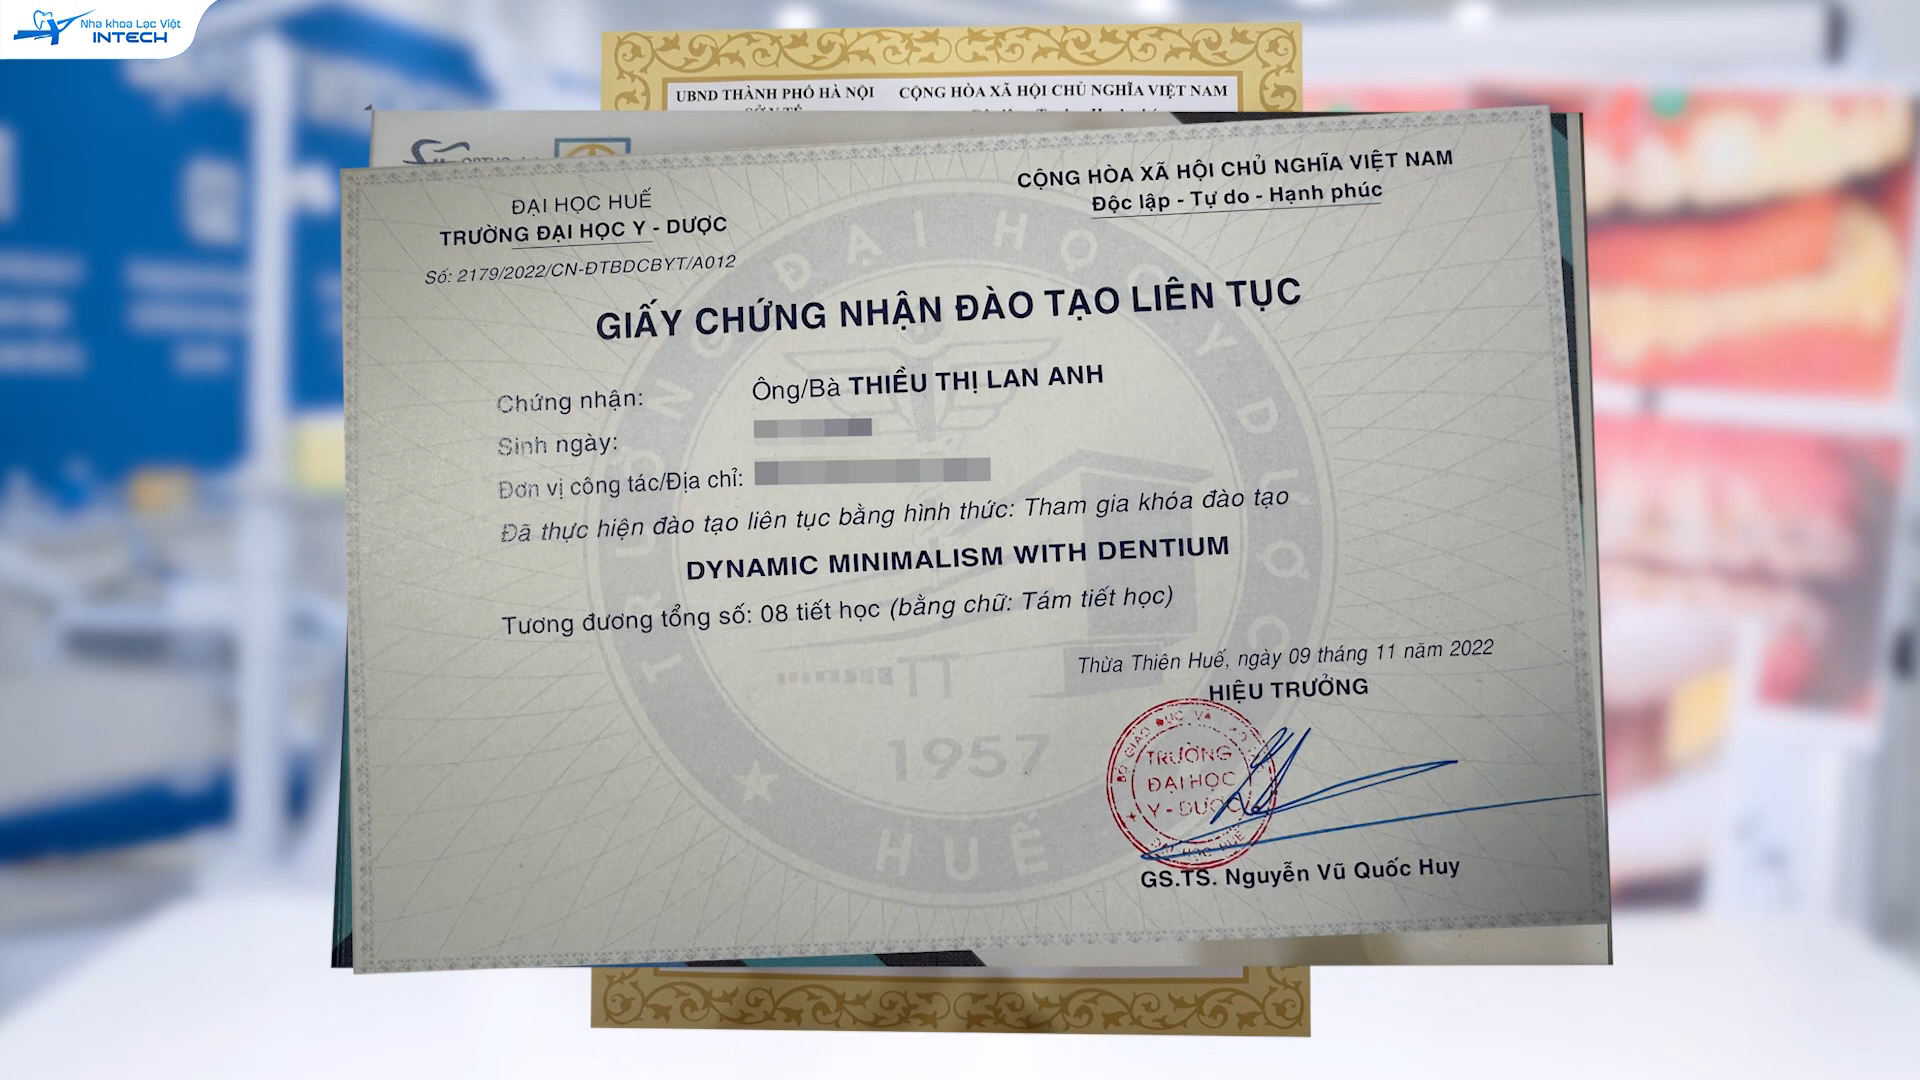 Nha khoa Lạc Việt
INTECH
UBND THÀNH PHỐ HÀ NỘI
CỘNG HÒA XÃ HỘI CHỦ NGHĨA VIỆT NAM
ĐẠI HỌC HUẾ
TRƯỜNG ĐẠI HỌC Y - DƯỢC
Số: 2179/2022/CN-ĐTBDCBYT/A012
CỘNG HÒA XÃ HỘI CHỦ NGHĨA VIỆT NAM
Độc lập - Tự do - Hạnh phúc
GIẤY CHỨNG NHẬN ĐÀO TẠO LIÊN TỤC
Chứng nhận: Ông/Bà THIỀU THỊ LAN ANH
Sinh ngày:
Đơn vị công tác/Địa chỉ:
Đã thực hiện đào tạo liên tục bằng hình thức: Tham gia khóa đào tạo
DYNAMIC MINIMALISM WITH DENTIUM
Tương đương tổng số: 08 tiết học (bằng chữ: Tám tiết học)
Thừa Thiên Huế, ngày 09 tháng 11 năm 2022
HIỆU TRƯỞNG
TRƯỜNG
ĐẠI HỌC
Y - DƯỢC
GS.TS. Nguyễn Vũ Quốc Huy
TRƯỜNG ĐẠI HỌC Y DƯỢC
1957
HUẾ